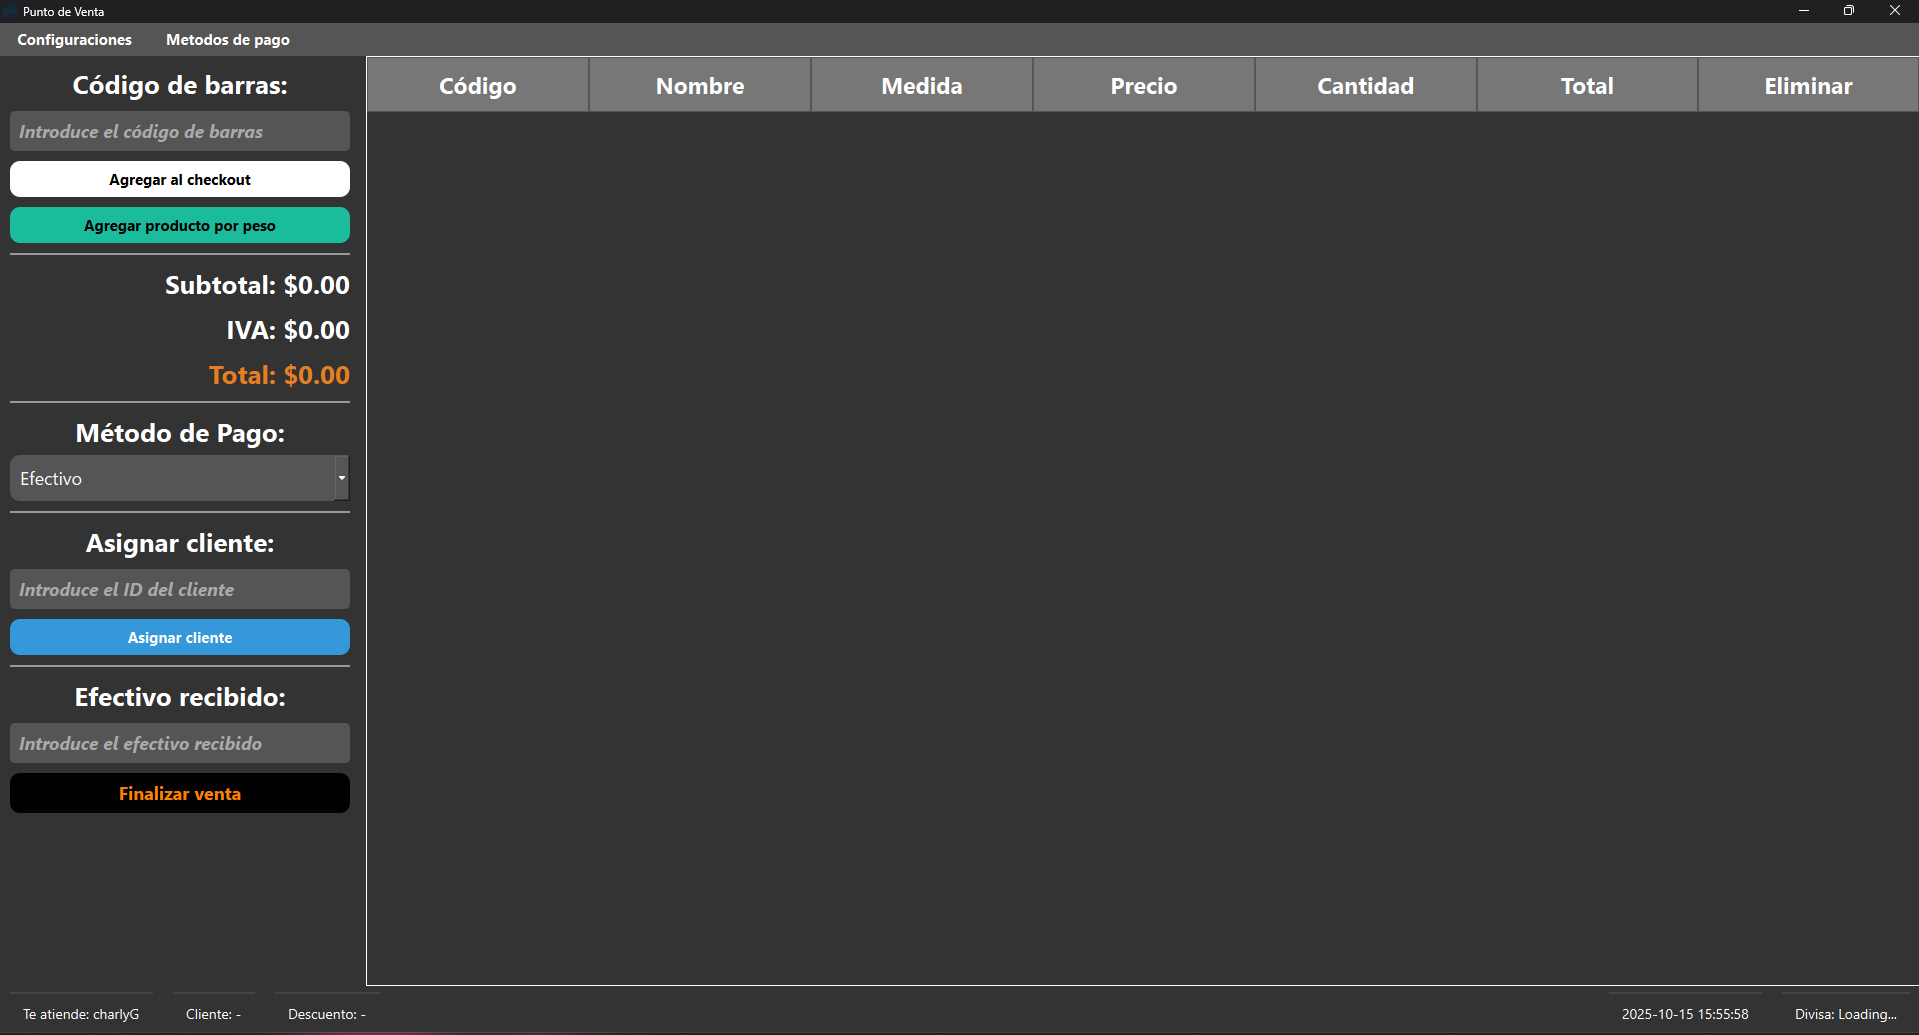 Punto de Venta
Configuraciones Metodos de pago
Código de barras:
Introduce el código de barras
Agregar al checkout
Agregar producto por peso
Subtotal: $0.00
IVA: $0.00
Total: $0.00
Método de Pago:
Efectivo
Asignar cliente:
Introduce el ID del cliente
Asignar cliente
Efectivo recibido:
Introduce el efectivo recibido
Finalizar venta
Código Nombre Medida Precio Cantidad Total Eliminar
Te atiende: charlyG Cliente: - Descuento: - 2025-10-15 15:55:58 Divisa: Loading...